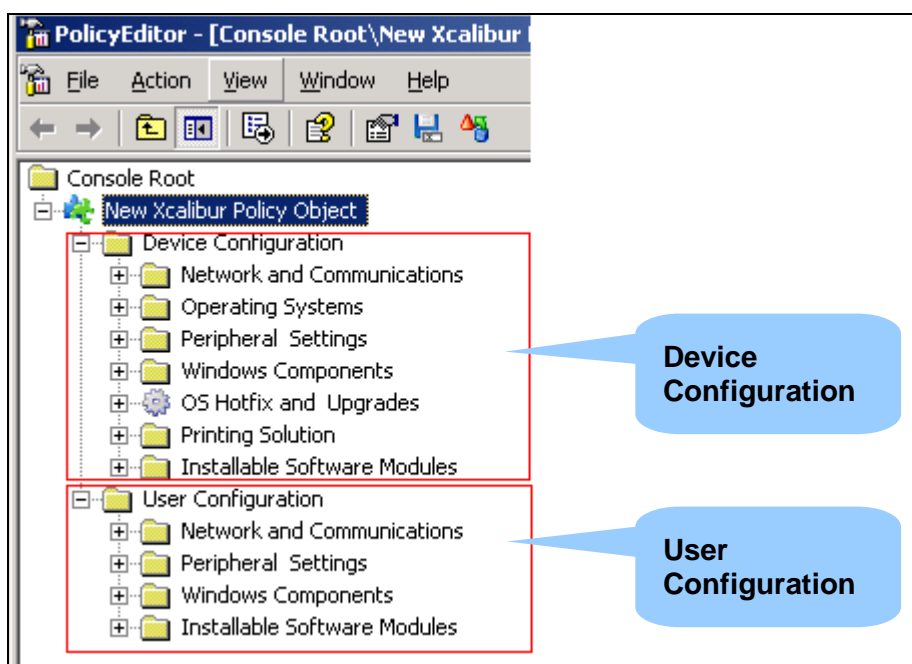 PolicyEditor - [Console Root\New Xcalibur
File Action View Window Help
Console Root
New Xcalibur Policy Object
Device Configuration
Network and Communications
Operating Systems
Peripheral Settings
Windows Components
OS Hotfix and Upgrades
Printing Solution
Installable Software Modules
User Configuration
Network and Communications
Peripheral Settings
Windows Components
Installable Software Modules
Device
Configuration
User
Configuration